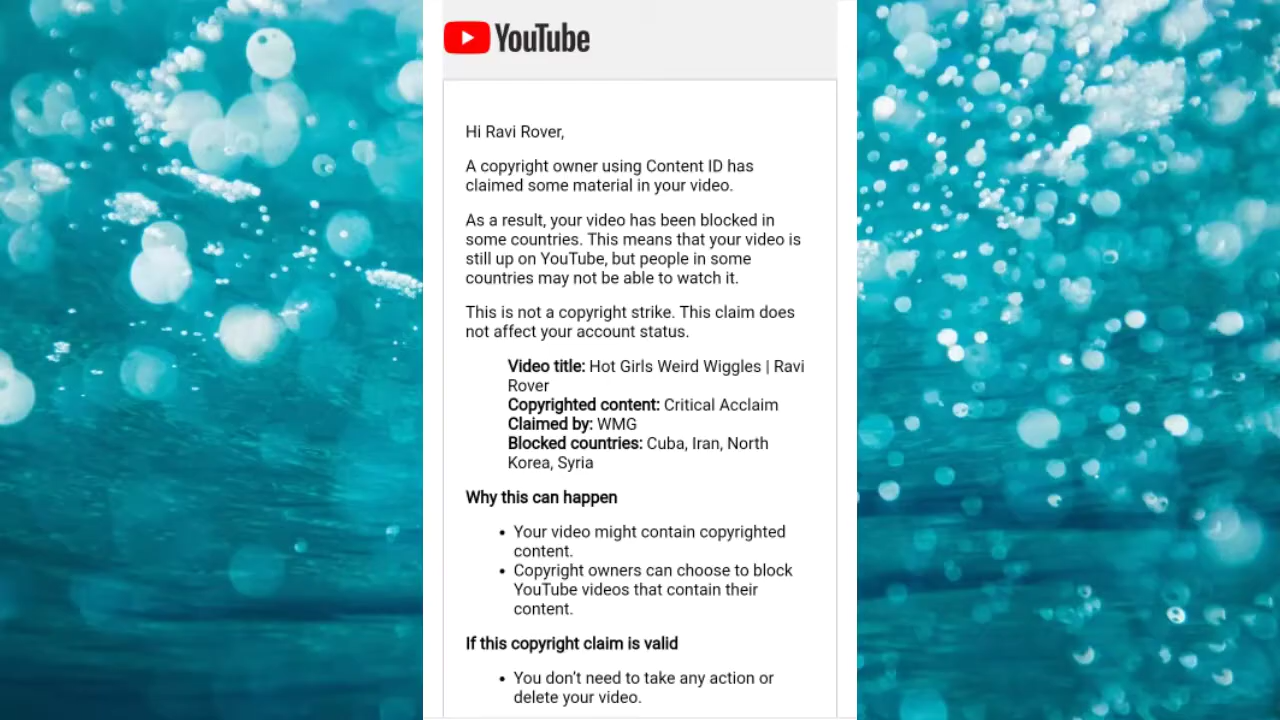 YouTube
Hi Ravi Rover,
A copyright owner using Content ID has
claimed some material in your video.
As a result, your video has been blocked in
some countries. This means that your video is
still up on YouTube, but people in some
countries may not be able to watch it.
This is not a copyright strike. This claim does
not affect your account status.
Video title: Hot Girls Weird Wiggles | Ravi
Rover
Copyrighted content: Critical Acclaim
Claimed by: WMG
Blocked countries: Cuba, Iran, North
Korea, Syria
Why this can happen
• Your video might contain copyrighted
content.
• Copyright owners can choose to block
YouTube videos that contain their
content.
If this copyright claim is valid
• You don't need to take any action or
delete your video.